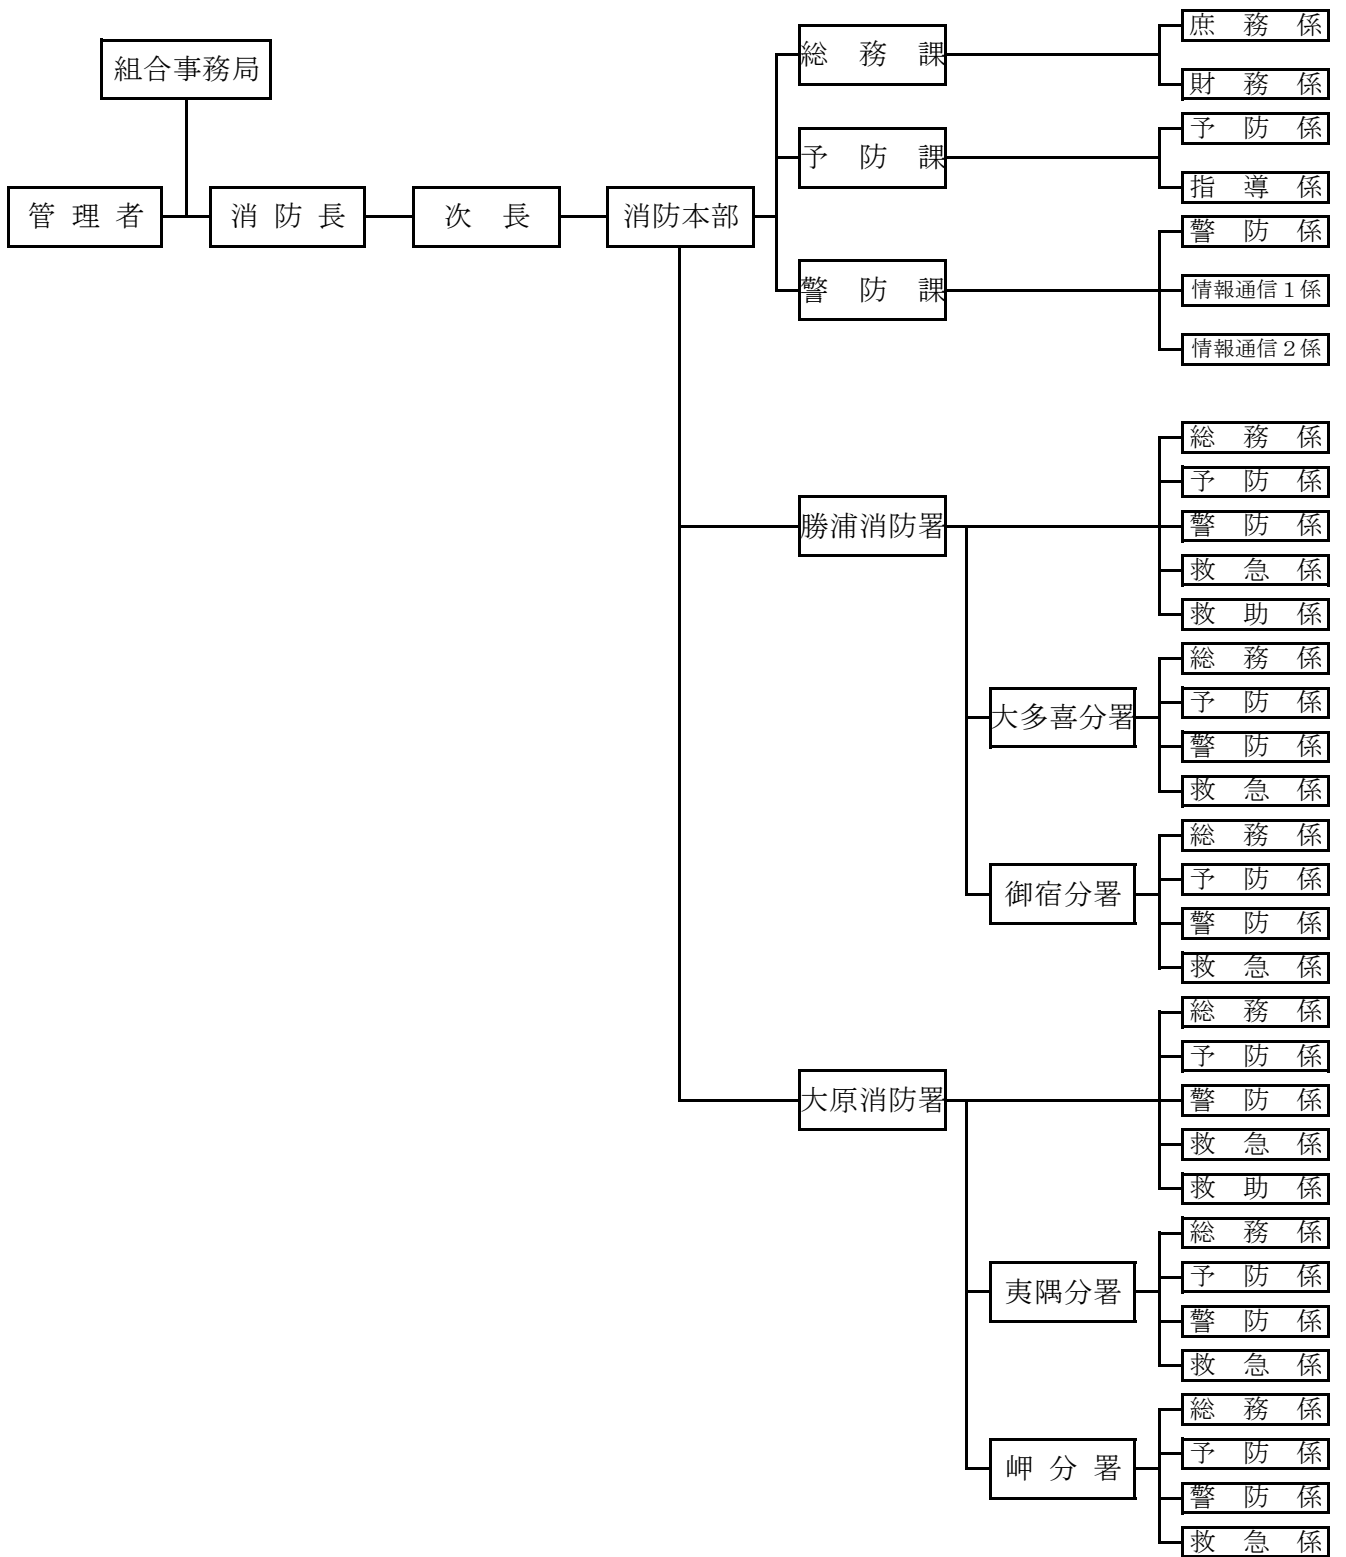 組合事務局
管理者
消防長
次長
消防本部
総務課
庶務係
財務係
予防課
予防係
指導係
警防課
警防係
情報通信１係
情報通信２係
勝浦消防署
総務係
予防係
警防係
救急係
救助係
大多喜分署
総務係
予防係
警防係
救急係
御宿分署
総務係
予防係
警防係
救急係
大原消防署
総務係
予防係
警防係
救急係
救助係
夷隅分署
総務係
予防係
警防係
救急係
岬分署
総務係
予防係
警防係
救急係